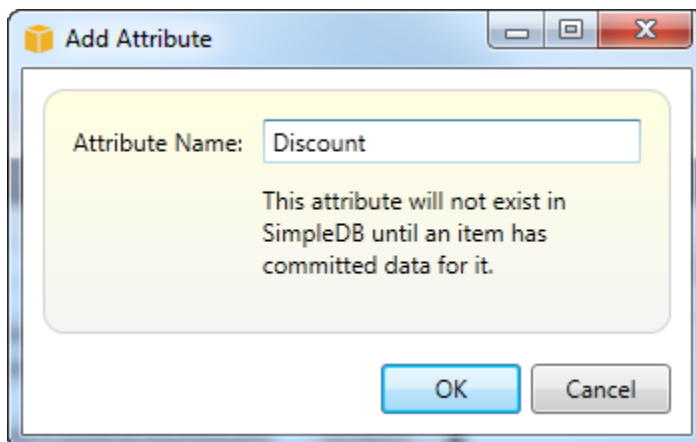 Add Attribute
Attribute Name: Discount
This attribute will not exist in
SimpleDB until an item has
committed data for it.
OK Cancel